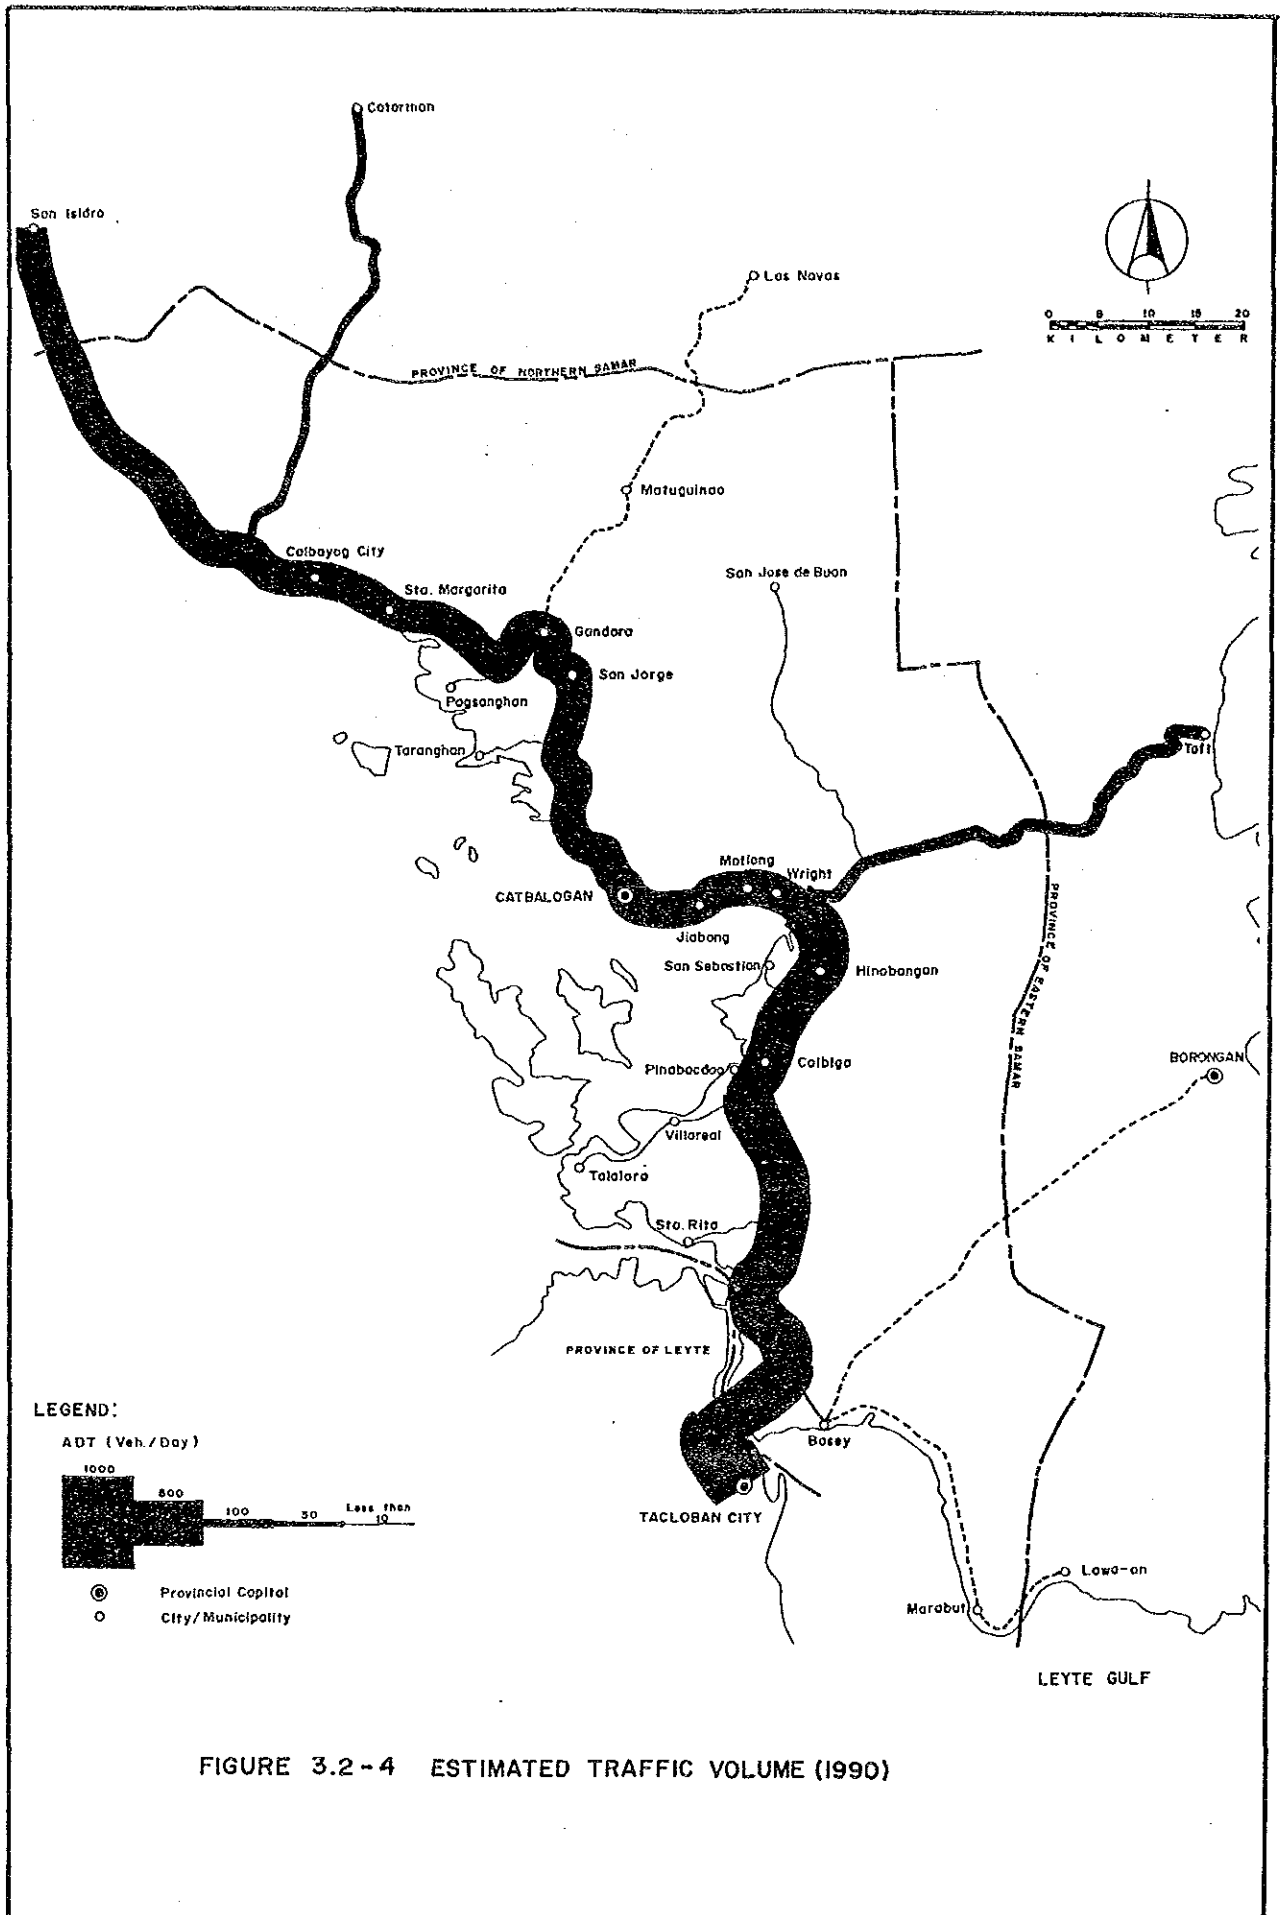 Catarman
San Isidro
Las Navas
0 5 10 15 20
KILOMETER
PROVINCE OF NORTHERN SAMAR
Matuguinao
Calbayog City
San Jose de Buan
Sta. Margarita
Gandara
San Jorge
Pagsanghan
Taranghan
Taft
Motiong
Wright
CATBALOGAN
Jiabong
San Sebastian
Hinabangan
PROVINCE OF EASTERN SAMAR
BORONGAN
Pinabacdao
Calbiga
Villareal
Talalora
Sta. Rita
PROVINCE OF LEYTE
LEGEND:
ADT (Veh./Day)
1000
500
100
50
Less than
10
Basey
TACLOBAN CITY
Provincial Capital
City/Municipality
Lawa-an
Marabut
LEYTE GULF
FIGURE 3.2-4 ESTIMATED TRAFFIC VOLUME (1990)